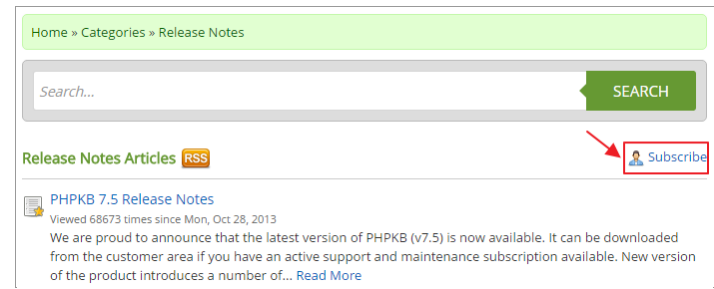 Home » Categories » Release Notes
Search...
SEARCH
Release Notes Articles RSS
Subscribe
PHPKB 7.5 Release Notes
Viewed 68673 times since Mon, Oct 28, 2013
We are proud to announce that the latest version of PHPKB (v7.5) is now available. It can be downloaded
from the customer area if you have an active support and maintenance subscription available. New version
of the product introduces a number of... Read More